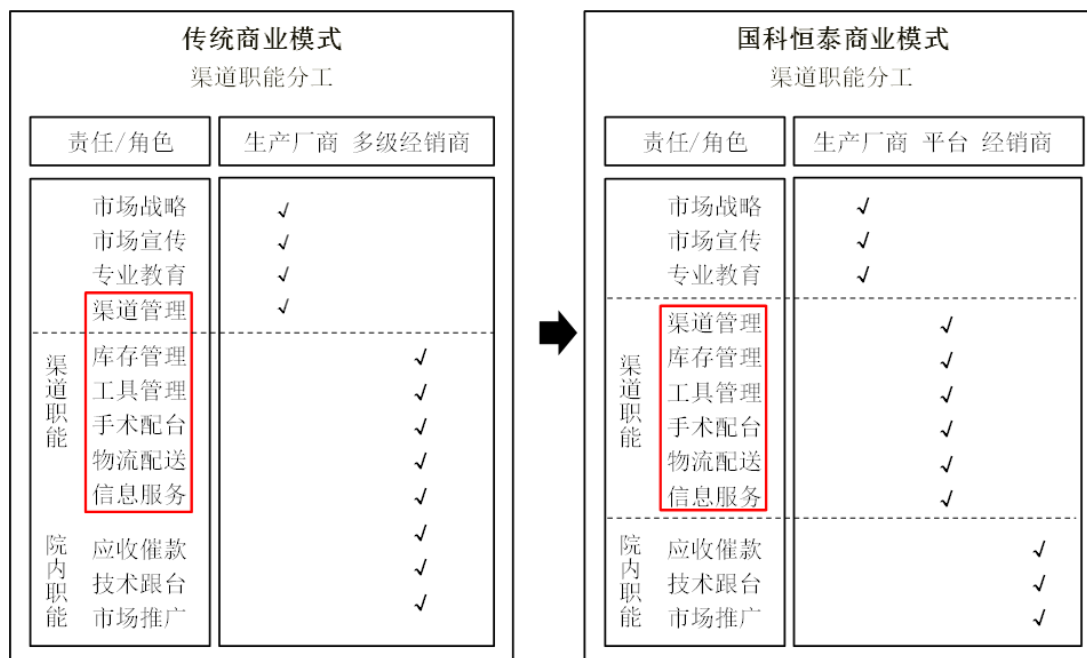 传统商业模式
渠道职能分工
责任/角色 生产厂商 多级经销商
市场战略 √
市场宣传 √
专业教育 √
渠道管理 √
渠道职能
库存管理 √
工具管理 √
手术配台 √
物流配送 √
信息服务 √
院内职能
应收催款 √
技术跟台 √
市场推广 √
国科恒泰商业模式
渠道职能分工
责任/角色 生产厂商 平台 经销商
市场战略 √
市场宣传 √
专业教育 √
渠道职能
渠道管理 √
库存管理 √
工具管理 √
手术配台 √
物流配送 √
信息服务 √
院内职能
应收催款 √
技术跟台 √
市场推广 √